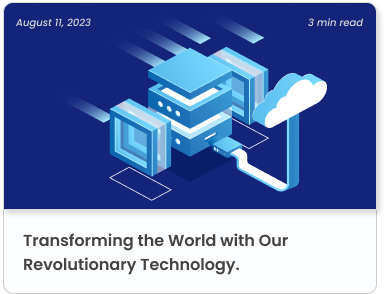 August 11, 2023
3 min read
Transforming the World with Our
Revolutionary Technology.